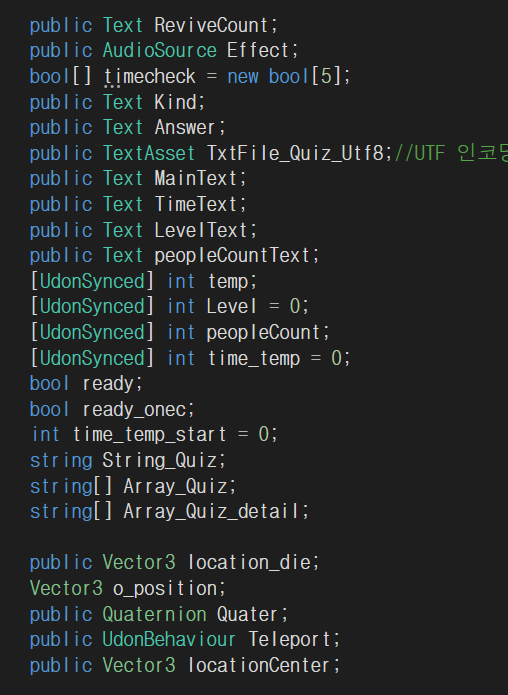 public Text ReviveCount;
public AudioSource Effect;
bool[] timecheck = new bool[5];
public Text Kind;
public Text Answer;
public TextAsset TxtFile_Quiz_Utf8;//UTF 인코딩
public Text MainText;
public Text TimeText;
public Text LevelText;
public Text peopleCountText;
[UdonSynced] int temp;
[UdonSynced] int Level = 0;
[UdonSynced] int peopleCount;
[UdonSynced] int time_temp = 0;
bool ready;
bool ready_onec;
int time_temp_start = 0;
string String_Quiz;
string[] Array_Quiz;
string[] Array_Quiz_detail;
public Vector3 location_die;
Vector3 o_position;
public Quaternion Quater;
public UdonBehaviour Teleport;
public Vector3 locationCenter;